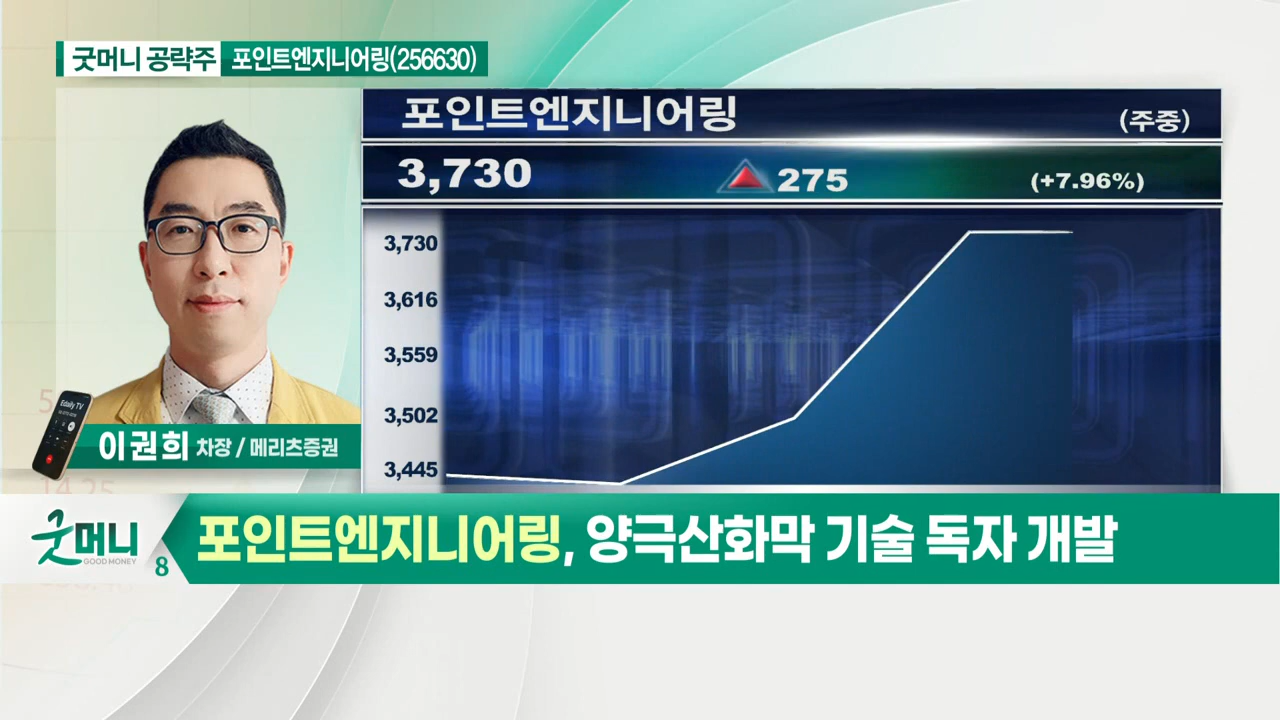 굿머니 공략주 포인트엔지니어링(256630)
포인트엔지니어링 (주중)
3,730 ▲ 275 (+7.96%)
3,730
3,616
3,559
3,502
3,445
Edaily TV
이권희 차장 / 메리츠증권
굿머니
GOOD MONEY
8
포인트엔지니어링, 양극산화막 기술 독자 개발